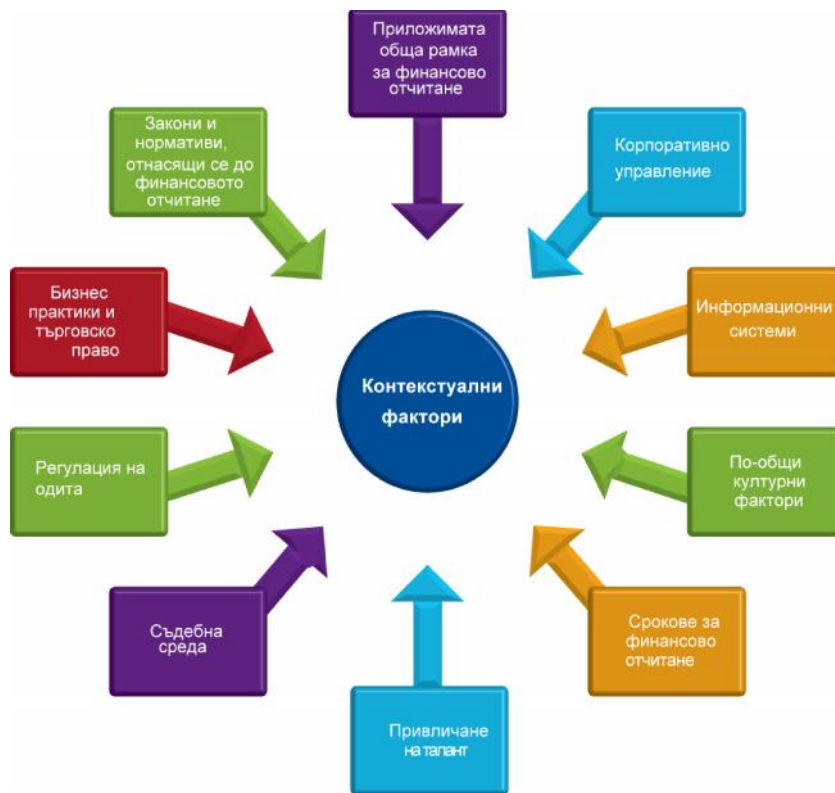 Приложимата
обща рамка
за финансово
отчитане
Закони и
нормативи,
отнасящи се до
финансовото
отчитане
Корпоративно
управление
Бизнес
практики и
търговско
право
Информационни
системи
Контекстуални
фактори
Регулация на
одита
По-общи
културни
фактори
Съдебна
среда
Срокове за
финансово
отчитане
Привличане
на талант